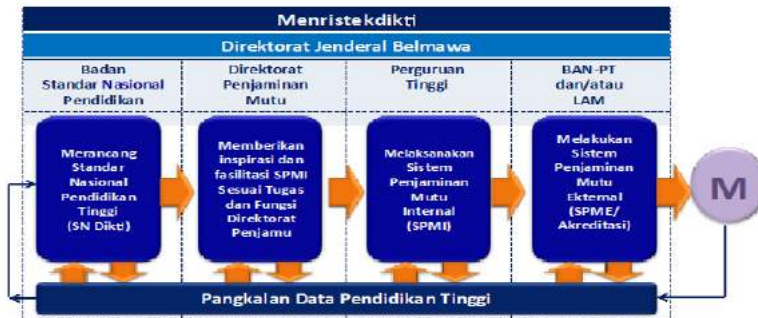 Menristekdikti
Direktorat Jenderal Belmawa
Badan
Standar Nasional
Pendidikan
Direktorat
Penjaminan
Mutu
Perguruan
Tinggi
BAN-PT
dan/atau
LAM
Merancang
Standar
Nasional
Pendidikan
Tinggi
(SN Dikti)
Memberikan
inspirasi dan
fasilitasi SPMI
Sesuai Tugas
dan Fungsi
Direktorat
Penjamu
Melaksanakan
Sistem
Penjaminan
Mutu
Internal
(SPMI)
Melakukan
Sistem
Penjaminan
Mutu
Ekternal
(SPME/
Akreditasi)
M
Pangkalan Data Pendidikan Tinggi